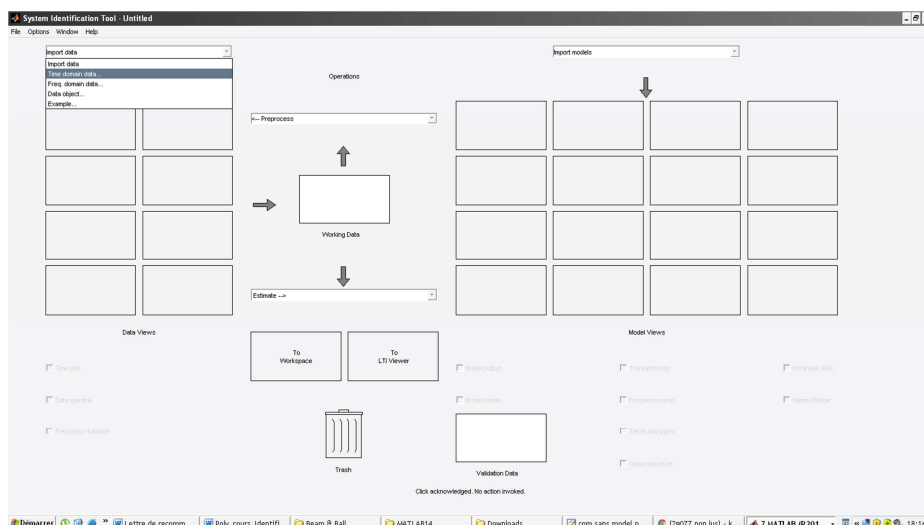 System Identification Tool - Untitled
File Options Window Help
Import data
Import data
Time domain data...
Freq. domain data...
Data object...
Example...
Operations
Import models
<-- Preprocess
Working Data
Estimate -->
Data Views
To
Workspace
To
LTI Viewer
Model Views
Time plot
Data spectra
Frequency function
Model output
Model resids
Transient resp
Frequency resp
Zeros and poles
Noise spectrum
Nonlinear ARX
Hamm-Wiener
Trash
Validation Data
Click acknowledged. No action invoked.
Démarrer
Lettre de recomm...
Poly_cours_Identifi...
Beam & Ball
MATLAB14
Downloads
com sans model.p...
7 MATLAB (R201...